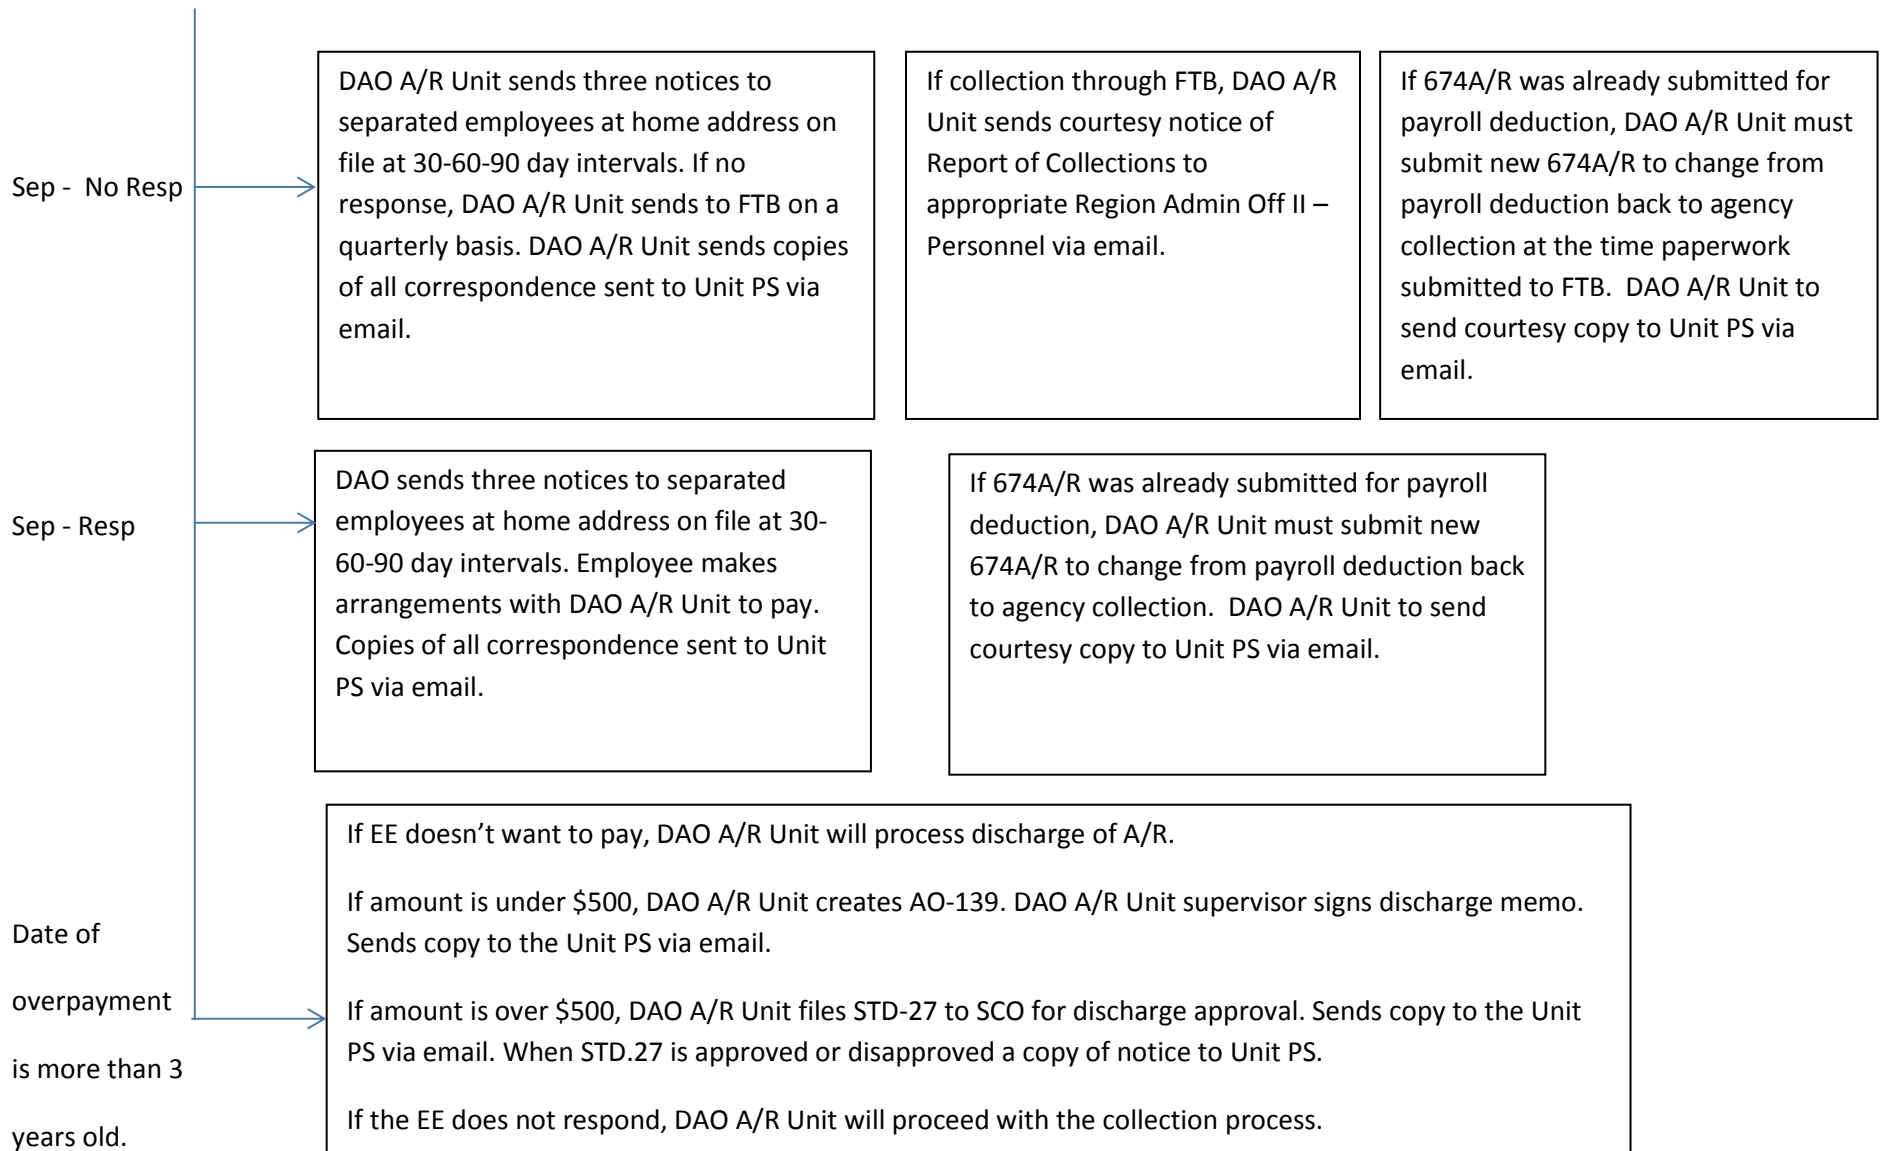 Sep -  No Resp
DAO A/R Unit sends three notices to
separated employees at home address on
file at 30-60-90 day intervals. If no
response, DAO A/R Unit sends to FTB on a
quarterly basis. DAO A/R Unit sends copies
of all correspondence sent to Unit PS via
email.
If collection through FTB, DAO A/R
Unit sends courtesy notice of
Report of Collections to
appropriate Region Admin Off II –
Personnel via email.
If 674A/R was already submitted for
payroll deduction, DAO A/R Unit must
submit new 674A/R to change from
payroll deduction back to agency
collection at the time paperwork
submitted to FTB.  DAO A/R Unit to
send courtesy copy to Unit PS via
email.
Sep - Resp
DAO sends three notices to separated
employees at home address on file at 30-
60-90 day intervals. Employee makes
arrangements with DAO A/R Unit to pay.
Copies of all correspondence sent to Unit
PS via email.
If 674A/R was already submitted for payroll
deduction, DAO A/R Unit must submit new
674A/R to change from payroll deduction back
to agency collection.  DAO A/R Unit to send
courtesy copy to Unit PS via email.
Date of
overpayment
is more than 3
years old.
If EE doesn’t want to pay, DAO A/R Unit will process discharge of A/R.
If amount is under $500, DAO A/R Unit creates AO-139. DAO A/R Unit supervisor signs discharge memo.
Sends copy to the Unit PS via email.
If amount is over $500, DAO A/R Unit files STD-27 to SCO for discharge approval. Sends copy to the Unit
PS via email. When STD.27 is approved or disapproved a copy of notice to Unit PS.
If the EE does not respond, DAO A/R Unit will proceed with the collection process.